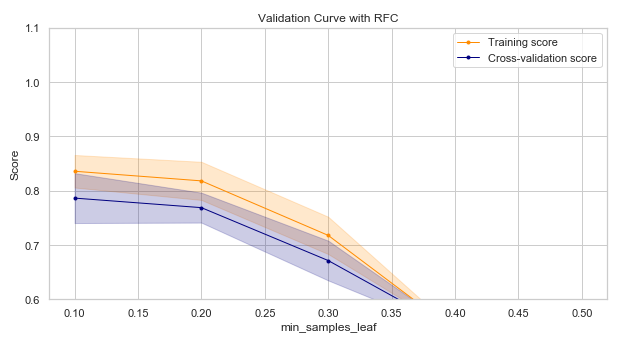 Validation Curve with RFC
Training score
Cross-validation score
Score
1.1
1.0
0.9
0.8
0.7
0.6
0.10 0.15 0.20 0.25 0.30 0.35 0.40 0.45 0.50
min_samples_leaf